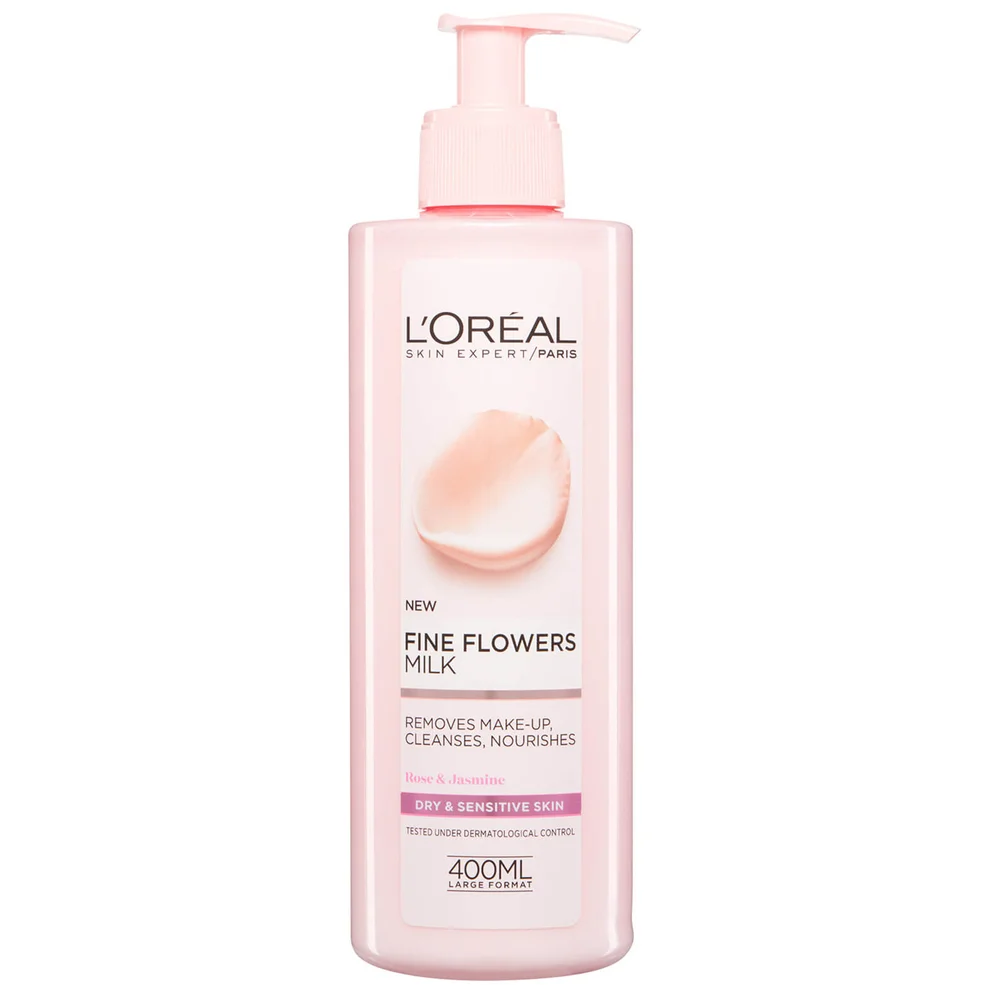 L'ORÉAL
SKIN EXPERT/PARIS
NEW
FINE FLOWERS
MILK
REMOVES MAKE-UP,
CLEANSES, NOURISHES
Rose & Jasmine
DRY & SENSITIVE SKIN
TESTED UNDER DERMATOLOGICAL CONTROL
400ML
LARGE FORMAT